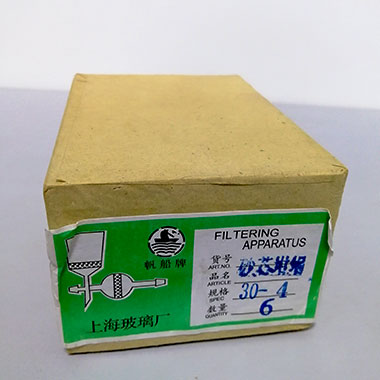 帆船牌
上海玻璃厂
FILTERING
APPARATUS
货号
ART.NO.
砂芯坩埚
品名
ARTICLE
规格
SPEC
30-4
数量
QUANTITY
6